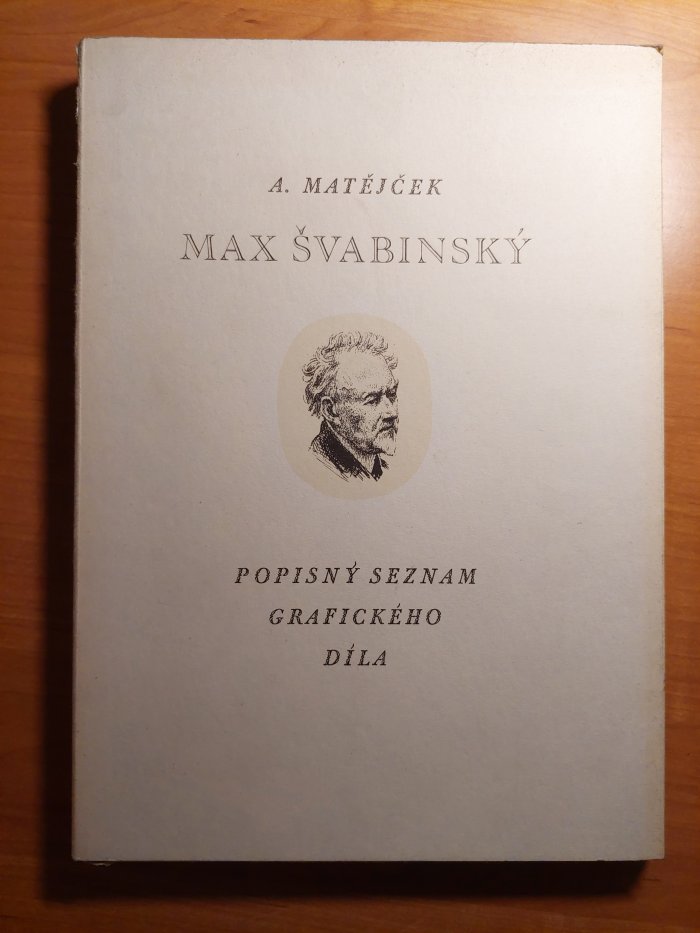 A. MATĚJČEK
MAX ŠVABINSKÝ
POPISNÝ SEZNAM
GRAFICKÉHO
DÍLA